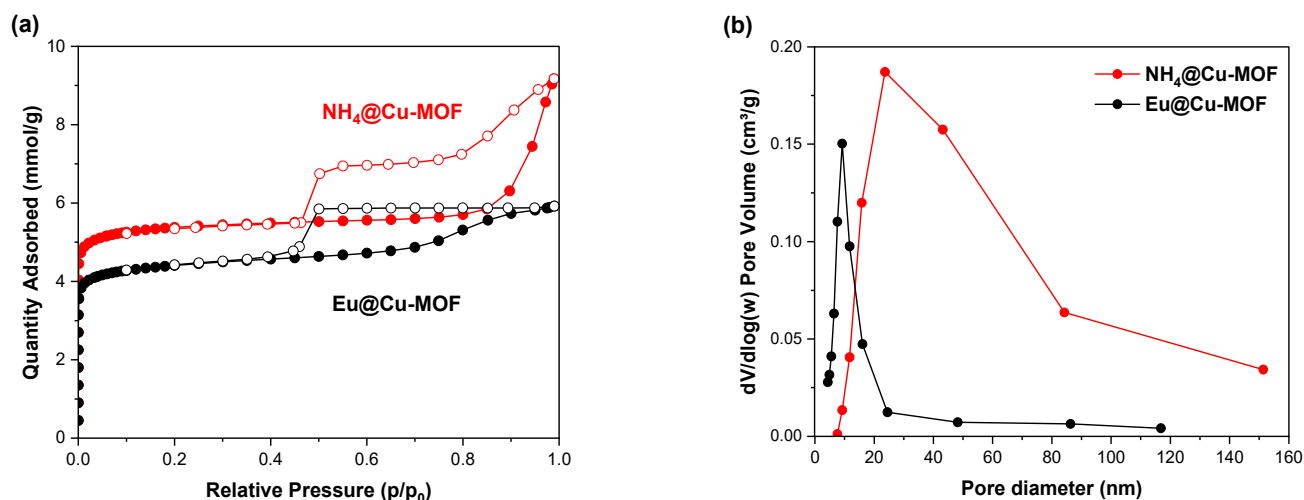 (a)
Quantity Adsorbed (mmol/g)
10
8
6
4
2
0
NH₄@Cu-MOF
Eu@Cu-MOF
0.0 0.2 0.4 0.6 0.8 1.0
Relative Pressure (p/p₀)
(b)
dV/dlog(w) Pore Volume (cm³/g)
0.20
0.15
0.10
0.05
0.00
NH₄@Cu-MOF
Eu@Cu-MOF
0 20 40 60 80 100 120 140 160
Pore diameter (nm)